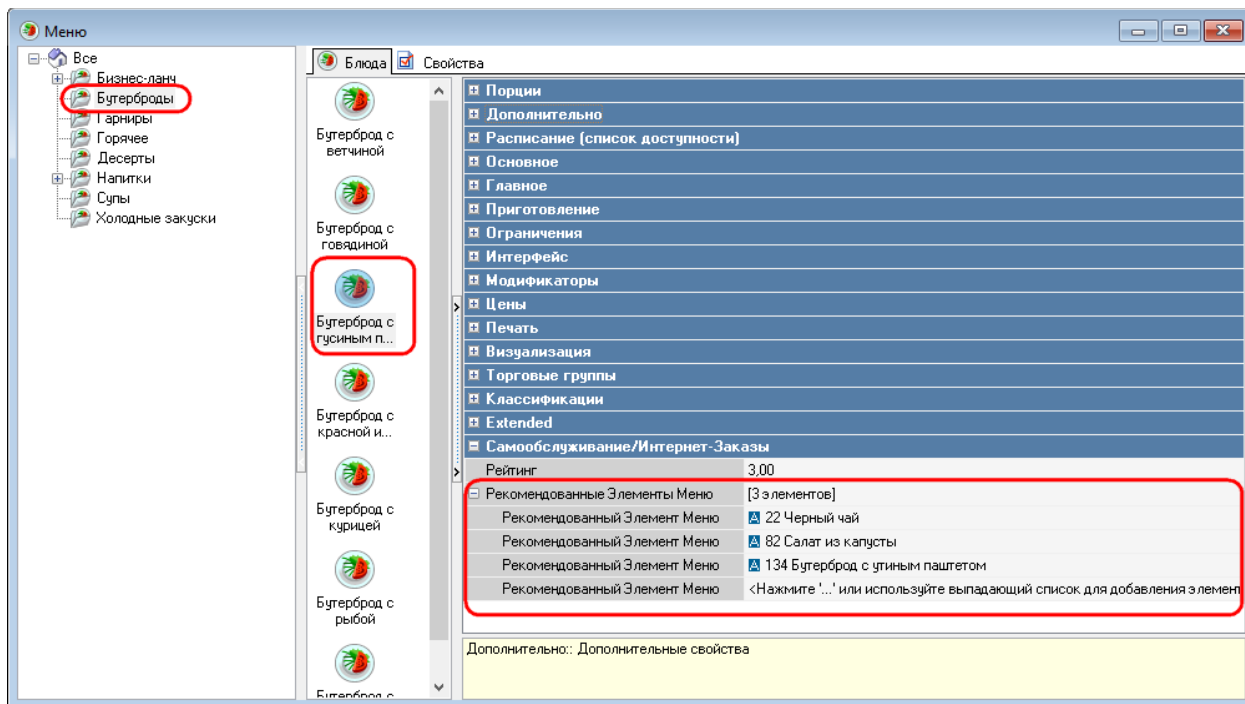 Меню
Все
Бизнес-ланч
Бутерброды
Гарниры
Горячее
Десерты
Напитки
Супы
Холодные закуски
Блюда
Свойства
Бутерброд с
ветчиной
Бутерброд с
говядиной
Бутерброд с
гусиным п...
Бутерброд с
красной и...
Бутерброд с
курицей
Бутерброд с
рыбой
Бутерброд с
Порции
Дополнительно
Расписание (список доступности)
Основное
Главное
Приготовление
Ограничения
Интерфейс
Модификаторы
Цены
Печать
Визуализация
Торговые группы
Классификации
Extended
Самообслуживание/Интернет-Заказы
Рейтинг 3,00
Рекомендованные Элементы Меню [3 элементов]
Рекомендованный Элемент Меню A 22 Черный чай
Рекомендованный Элемент Меню A 82 Салат из капусты
Рекомендованный Элемент Меню A 134 Бутерброд с утиным паштетом
Рекомендованный Элемент Меню <Нажмите '...' или используйте выпадающий список для добавления элемент
Дополнительно:: Дополнительные свойства